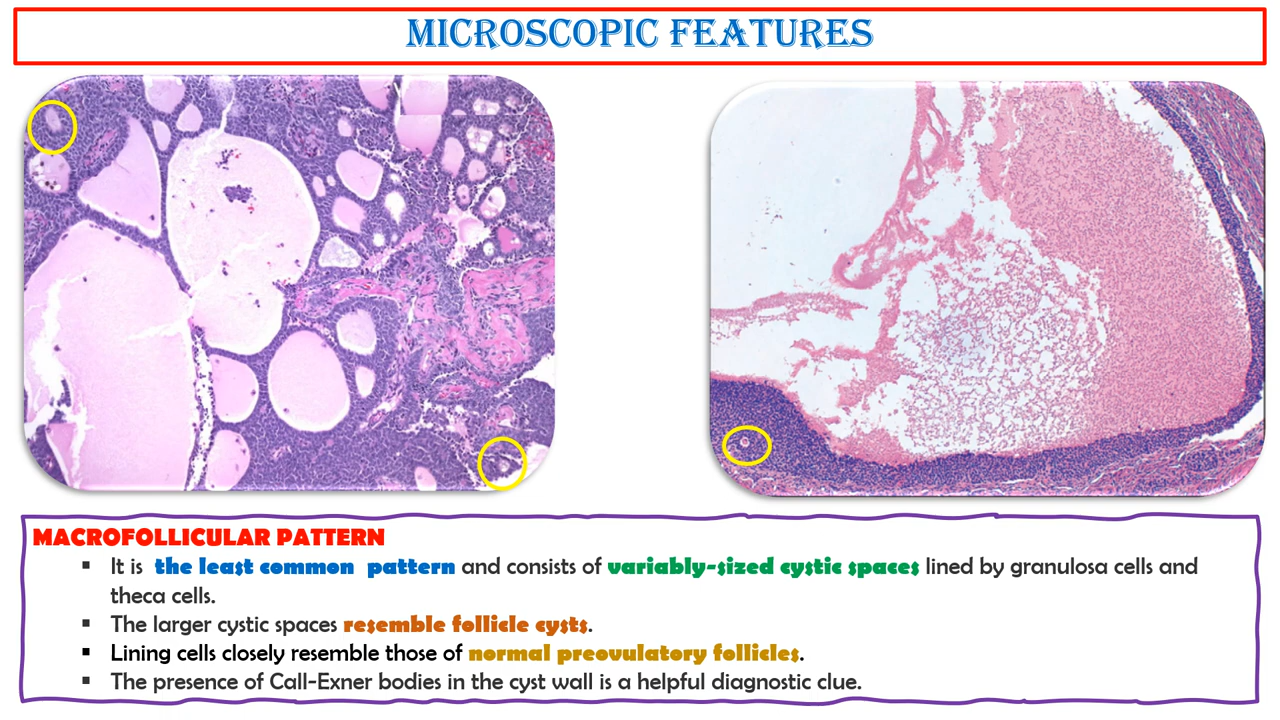 MICROSCOPIC FEATURES
MACROFOLLICULAR PATTERN
▪ It is the least common pattern and consists of variably-sized cystic spaces lined by granulosa cells and
theca cells.
▪ The larger cystic spaces resemble follicle cysts.
▪ Lining cells closely resemble those of normal preovulatory follicles.
▪ The presence of Call-Exner bodies in the cyst wall is a helpful diagnostic clue.